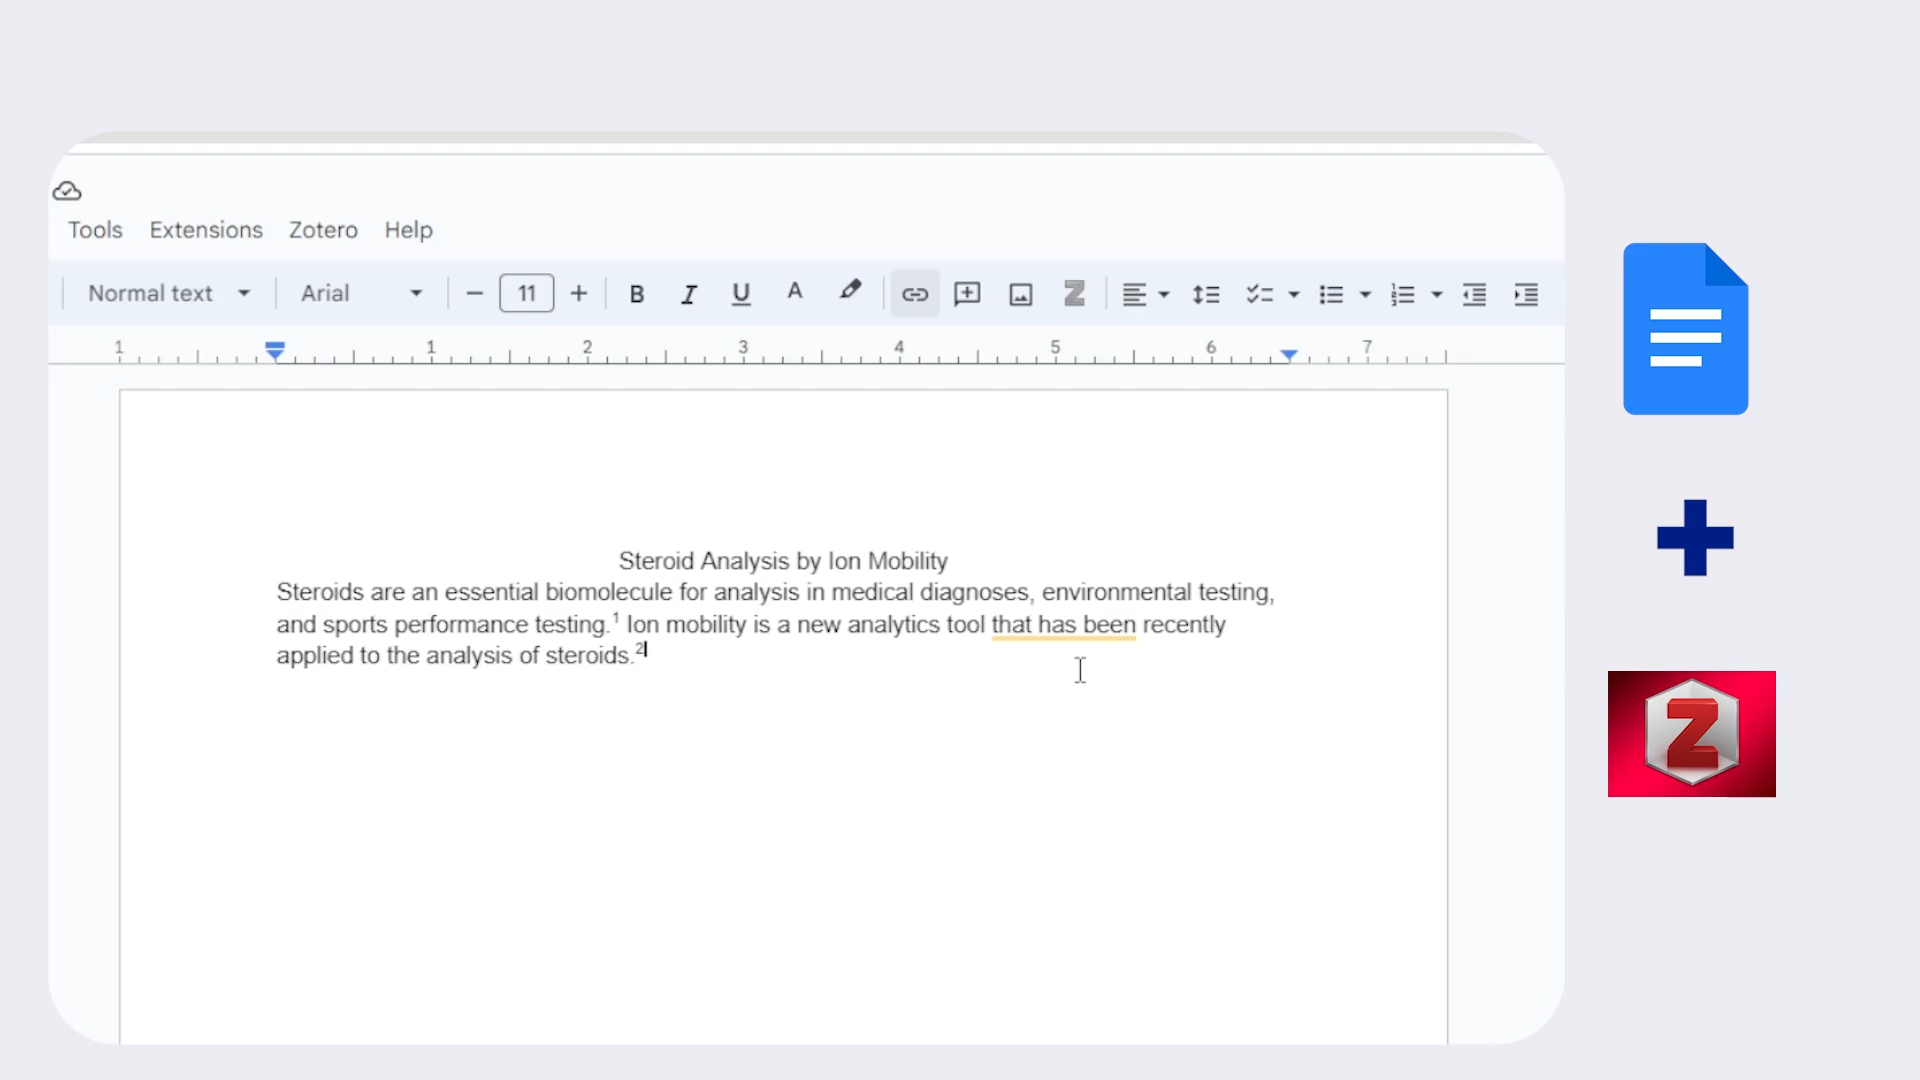 Tools Extensions Zotero Help
Normal text Arial 11 B I U A Z
1 1 2 3 4 5 6 7
Steroid Analysis by Ion Mobility
Steroids are an essential biomolecule for analysis in medical diagnoses, environmental testing,
and sports performance testing.¹ Ion mobility is a new analytics tool that has been recently
applied to the analysis of steroids.²
Z